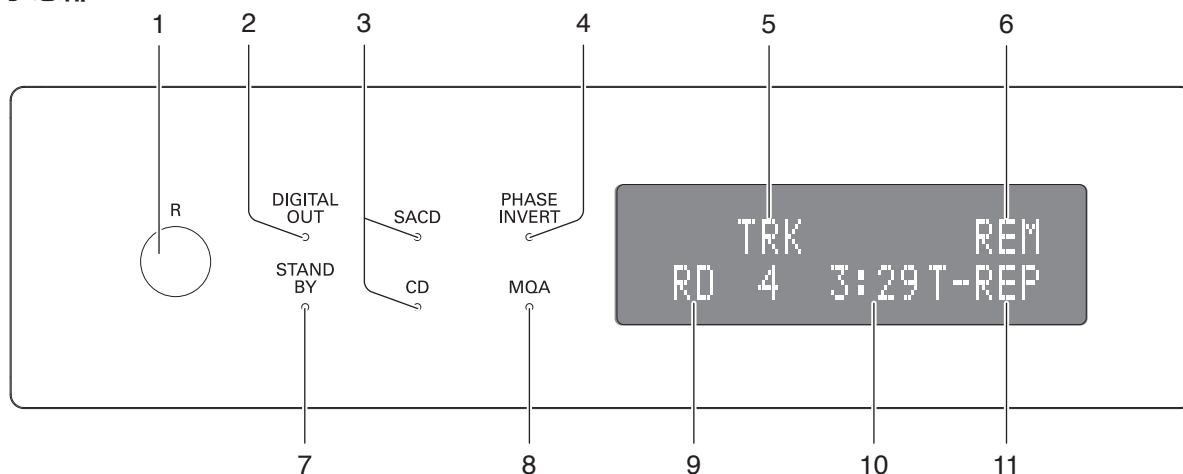 1 2 3 4 5 6
R
DIGITAL OUT
SACD
PHASE INVERT
STAND BY
CD
MQA
TRK REM
RD 4 3:29 T-REP
7 8 9 10 11